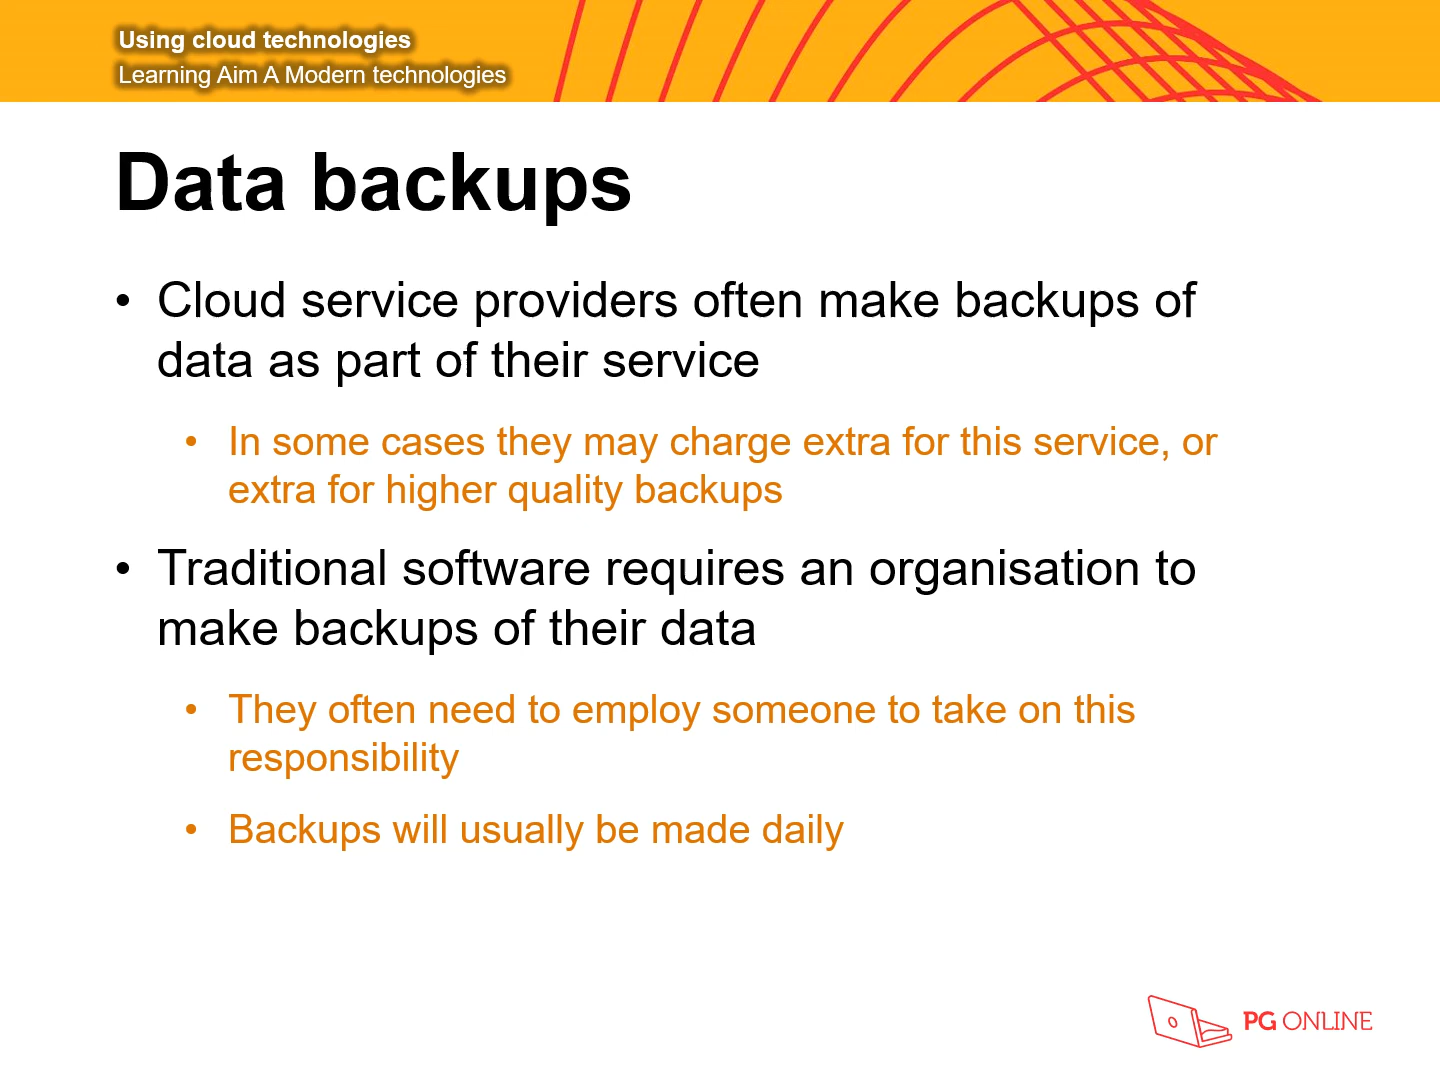 Using cloud technologies
Learning Aim A Modern technologies
Data backups
• Cloud service providers often make backups of
data as part of their service
• In some cases they may charge extra for this service, or
extra for higher quality backups
• Traditional software requires an organisation to
make backups of their data
• They often need to employ someone to take on this
responsibility
• Backups will usually be made daily
PG ONLINE